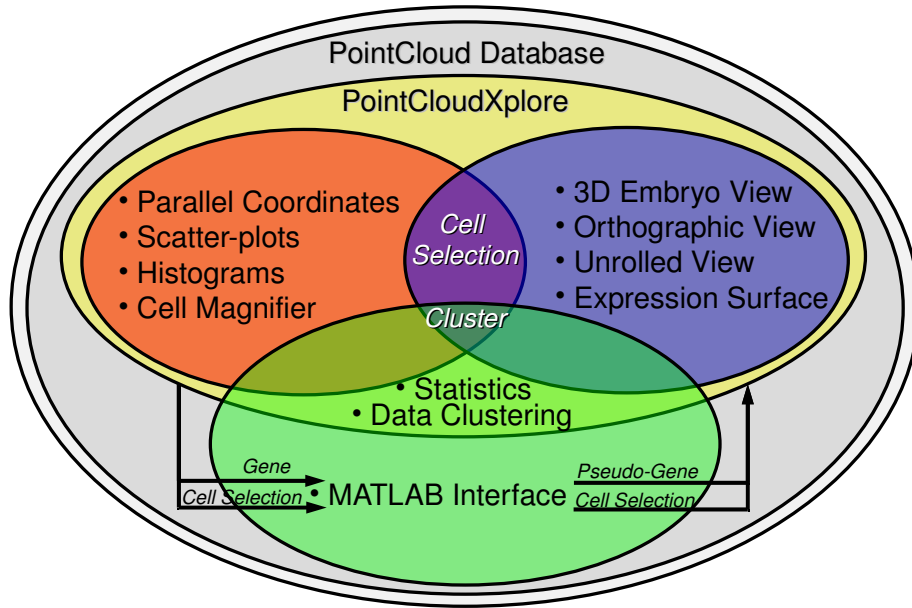 PointCloud Database
PointCloudXplore
• Parallel Coordinates
• Scatter-plots
• Histograms
• Cell Magnifier
Cell
Selection
• 3D Embryo View
• Orthographic View
• Unrolled View
• Expression Surface
Cluster
• Statistics
• Data Clustering
Gene
Cell Selection
• MATLAB Interface
Pseudo-Gene
Cell Selection